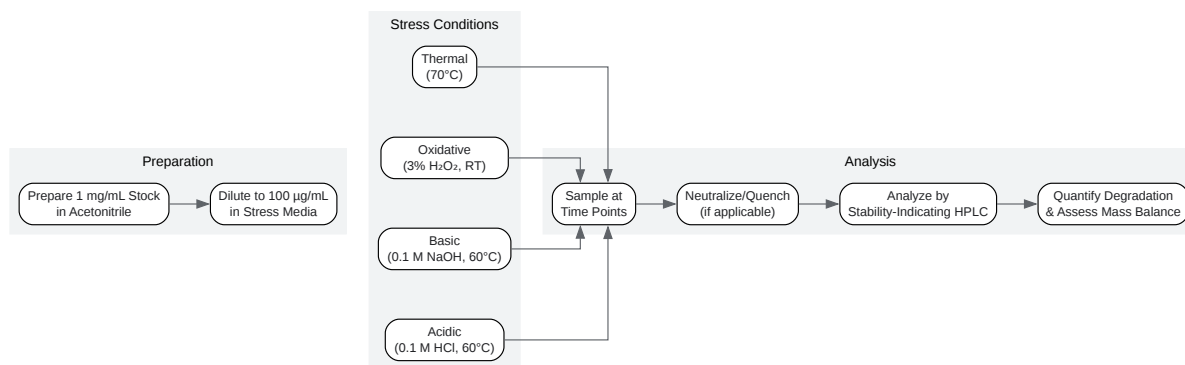 Preparation
Prepare 1 mg/mL Stock
in Acetonitrile
Dilute to 100 µg/mL
in Stress Media
Stress Conditions
Thermal
(70°C)
Oxidative
(3% H₂O₂, RT)
Basic
(0.1 M NaOH, 60°C)
Acidic
(0.1 M HCl, 60°C)
Analysis
Sample at
Time Points
Neutralize/Quench
(if applicable)
Analyze by
Stability-Indicating HPLC
Quantify Degradation
& Assess Mass Balance